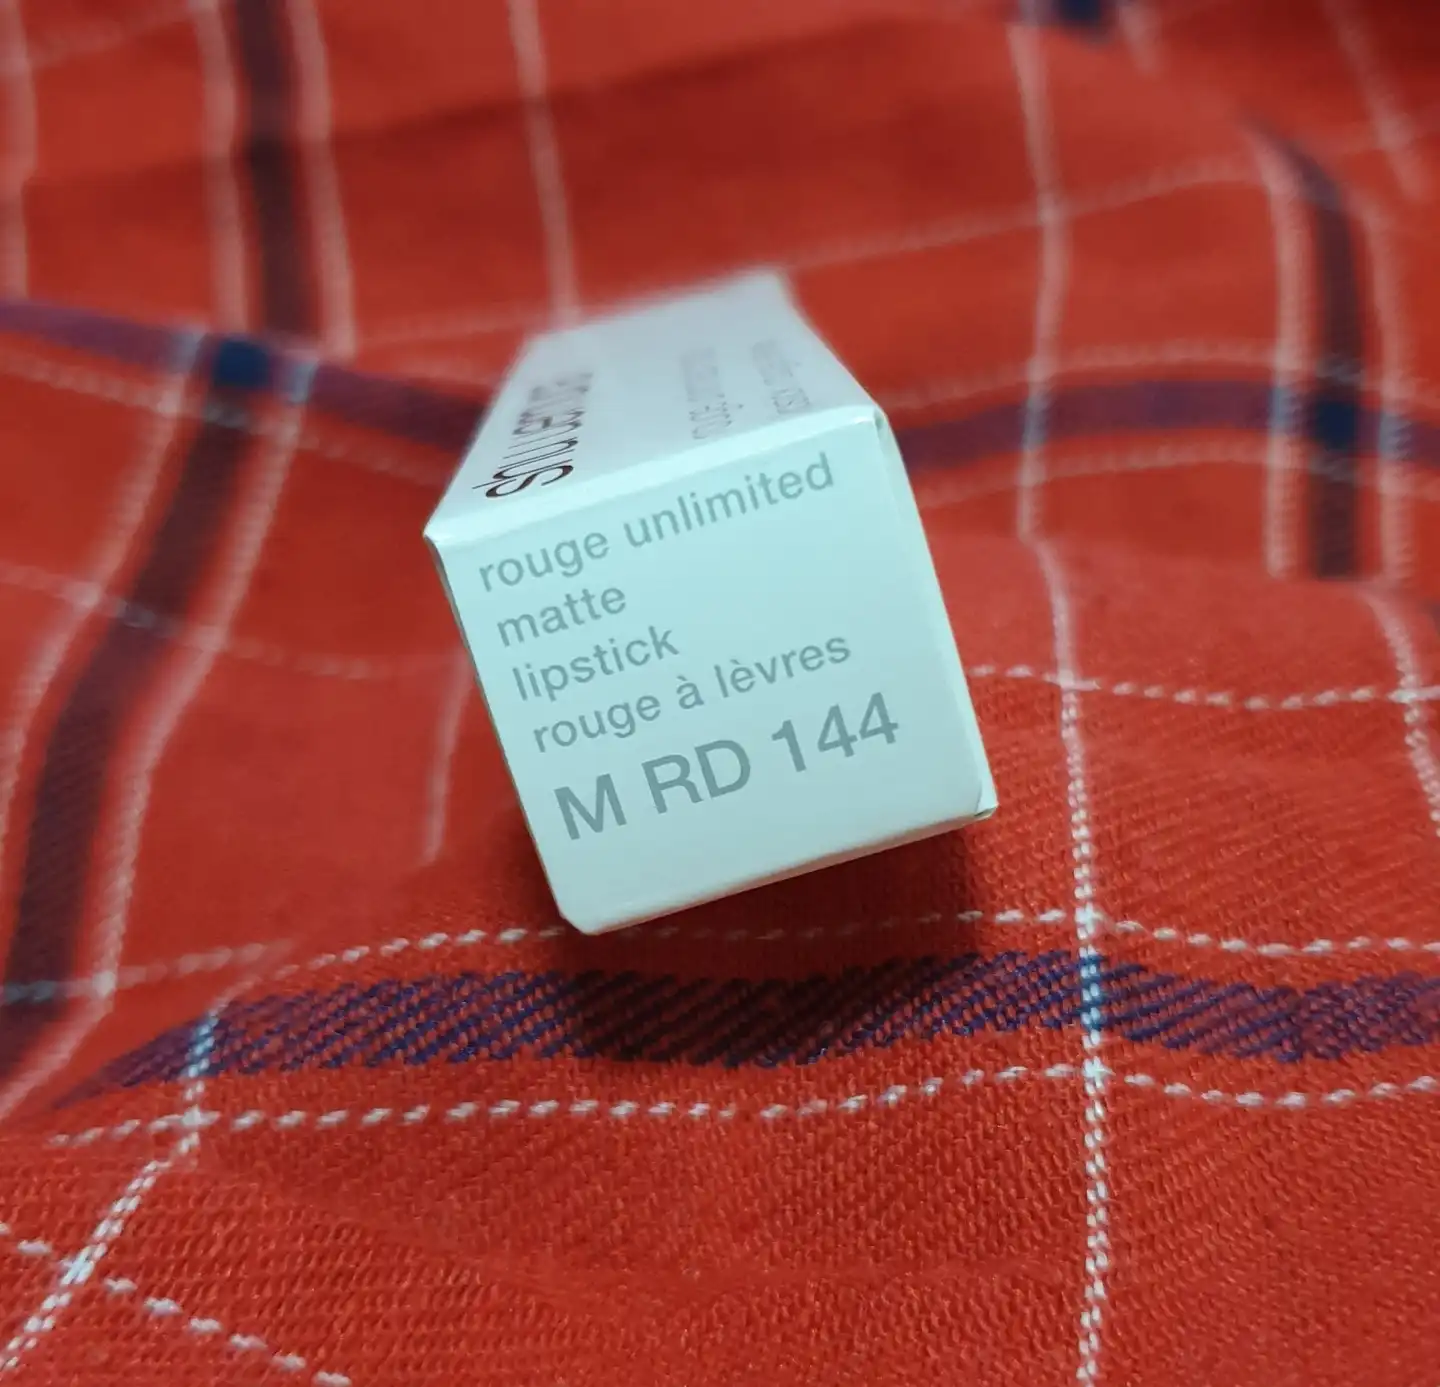 shu uemura
rouge unlimited
matte
lipstick
rouge à lèvres
M RD 144